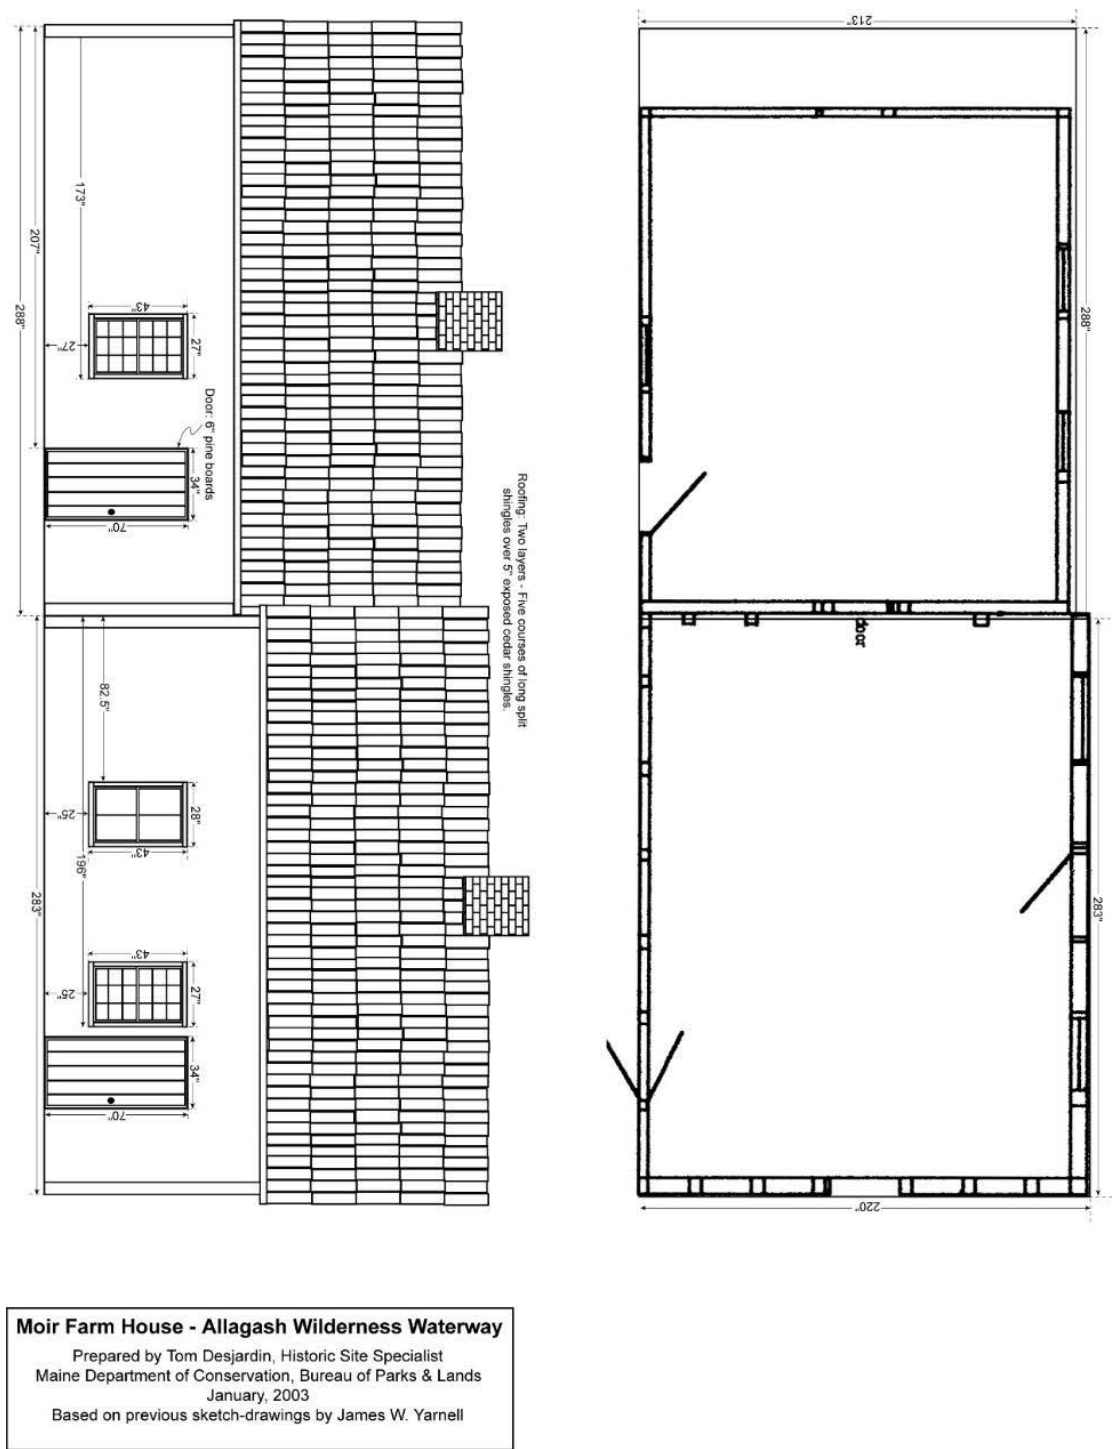 213"
288"
288"
283"
220"
door
288"
207"
173"
43"
27"
27"
Door: 6" pine boards
34"
70"
Roofing: Two layers - Five courses of long split
shingles over 5" exposed cedar shingles.
283"
82.5"
196"
25"
28"
43"
43"
25"
27"
34"
70"
Moir Farm House - Allagash Wilderness Waterway
Prepared by Tom Desjardin, Historic Site Specialist
Maine Department of Conservation, Bureau of Parks & Lands
January, 2003
Based on previous sketch-drawings by James W. Yarnell